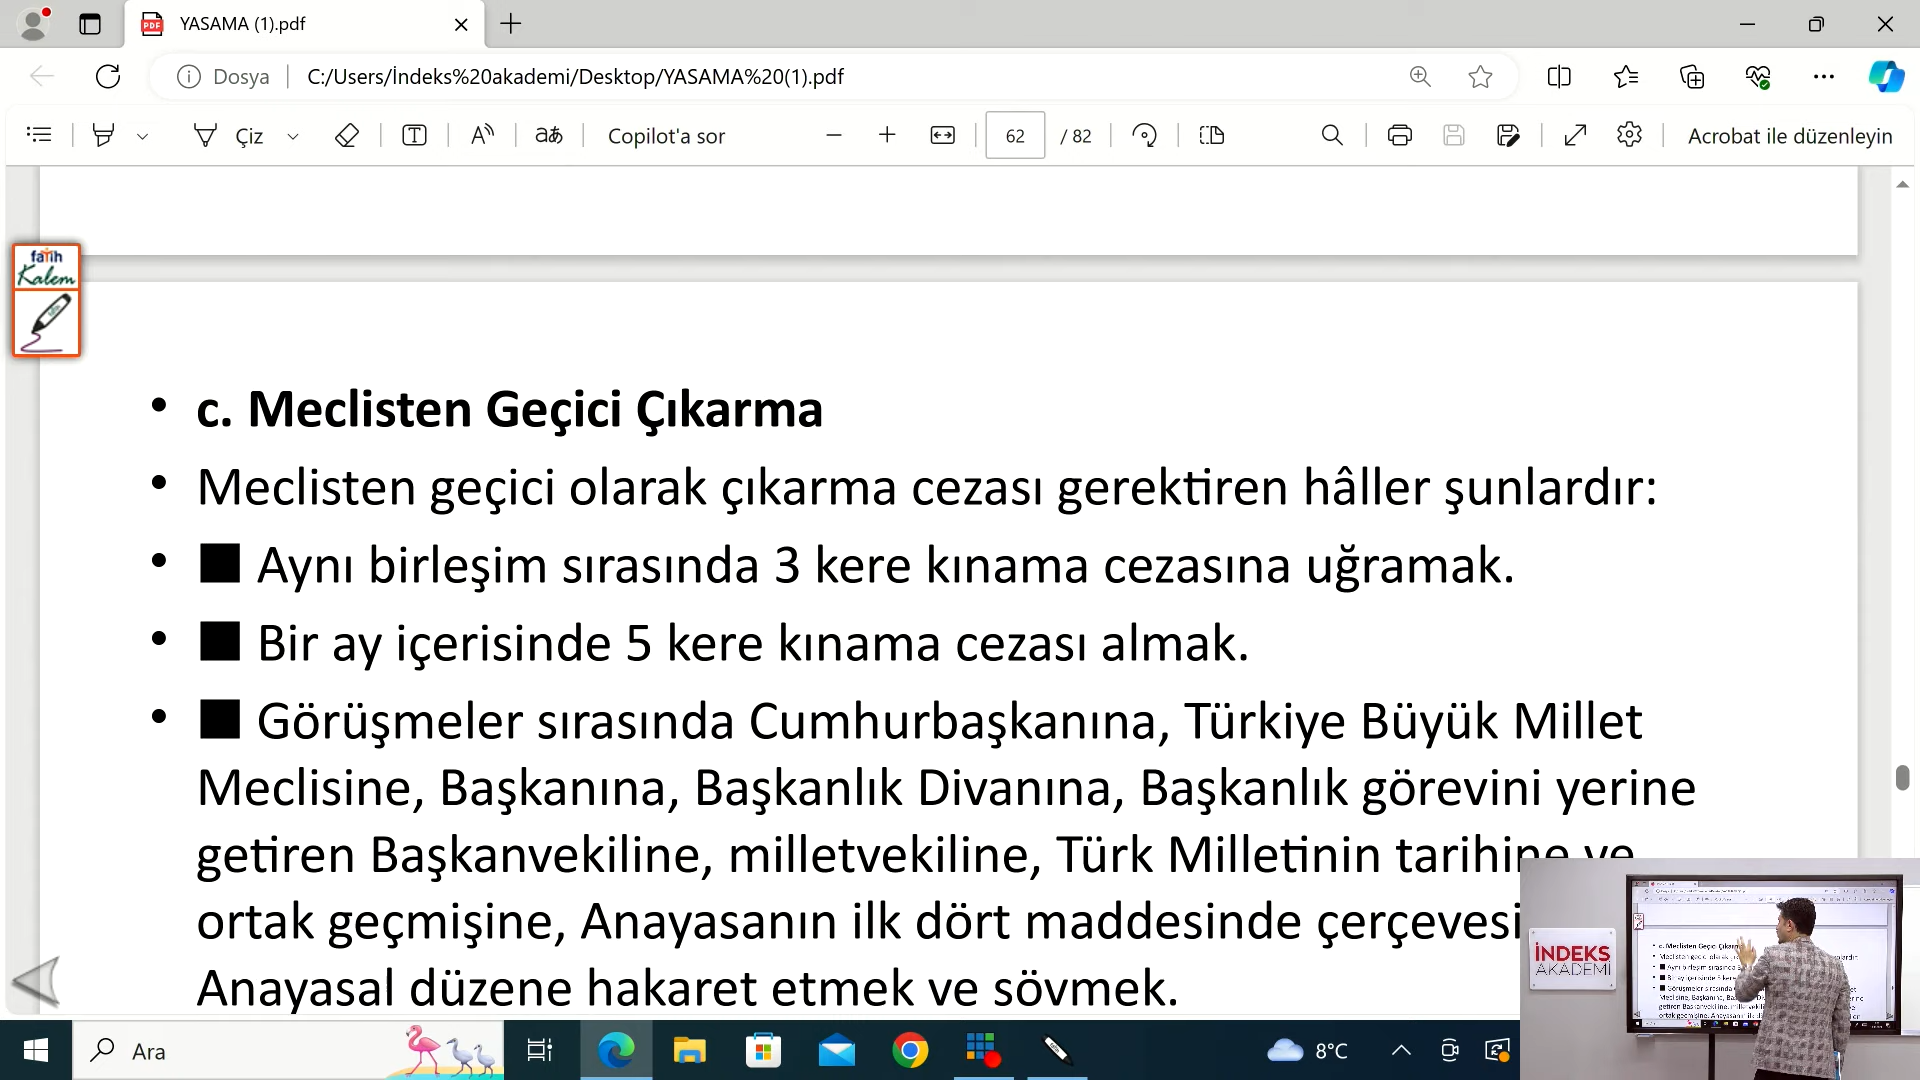 YASAMA (1).pdf
Dosya
C:/Users/İndeks%20akademi/Desktop/YASAMA%20(1).pdf
Çiz
Copilot'a sor
62 / 82
Acrobat ile düzenleyin
fatih
Kalem
• c. Meclisten Geçici Çıkarma
• Meclisten geçici olarak çıkarma cezası gerektiren hâller şunlardır:
• ■ Aynı birleşim sırasında 3 kere kınama cezasına uğramak.
• ■ Bir ay içerisinde 5 kere kınama cezası almak.
• ■ Görüşmeler sırasında Cumhurbaşkanına, Türkiye Büyük Millet
Meclisine, Başkanına, Başkanlık Divanına, Başkanlık görevini yerine
getiren Başkanvekiline, milletvekiline, Türk Milletinin tarihine ve
ortak geçmişine, Anayasanın ilk dört maddesinde çerçevesi
Anayasal düzene hakaret etmek ve sövmek.
İNDEKS
AKADEMİ
Ara
8°C